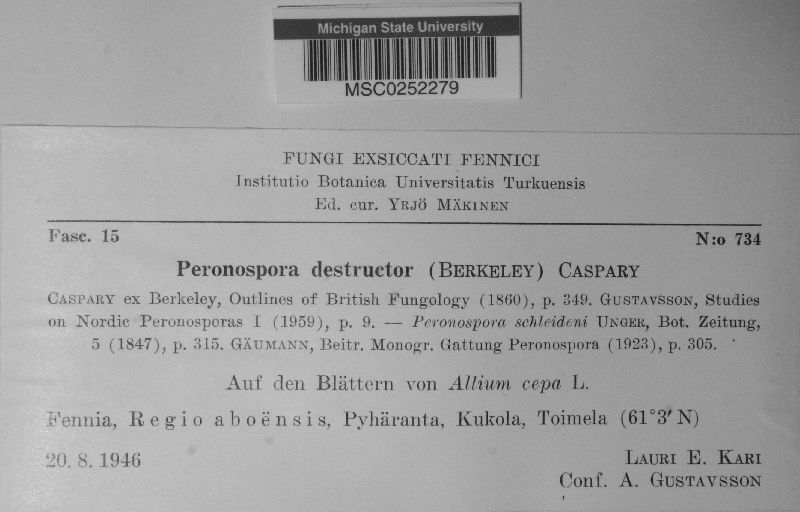 Michigan State University
MSC0252279
FUNGI EXSICCATI FENNICI
Institutio Botanica Universitatis Turkuensis
Ed. cur. YRJÖ MÄKINEN
Fasc. 15 N:o 734
Peronospora destructor (BERKELEY) CASPARY
CASPARY ex Berkeley, Outlines of British Fungology (1860), p. 349. GUSTAVSSON, Studies
on Nordic Peronosporas I (1959), p. 9. — Peronospora schleideni UNGER, Bot. Zeitung,
5 (1847), p. 315. GÄUMANN, Beitr. Monogr. Gattung Peronospora (1923), p. 305.
Auf den Blättern von Allium cepa L.
Fennia, Regio aboënsis, Pyhäranta, Kukola, Toimela (61°3′ N)
20. 8. 1946 LAURI E. KARI
Conf. A. GUSTAVSSON